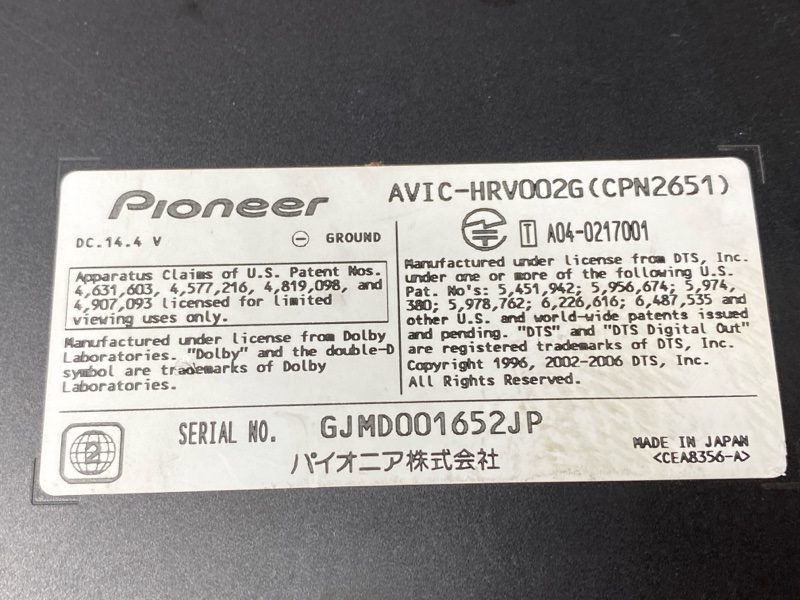 Pioneer
AVIC-HRV002G(CPN2651)
DC.14.4 V
⊖ GROUND
T A04-0217001
Apparatus Claims of U.S. Patent Nos.
4,631,603, 4,577,216, 4,819,098, and
4,907,093 licensed for limited
viewing uses only.
Manufactured under license from Dolby
Laboratories. "Dolby" and the double-D
symbol are trademarks of Dolby
Laboratories.
Manufactured under license from DTS, Inc.
under one or more of the following U.S.
Pat. No's: 5,451,942; 5,956,674; 5,974,
380; 5,978,762; 6,226,616; 6,487,535 and
other U.S. and world-wide patents issued
and pending. "DTS" and "DTS Digital Out"
are registered trademarks of DTS, Inc.
Copyright 1996, 2002-2006 DTS, Inc.
All Rights Reserved.
2
SERIAL NO. GJMD001652JP
パイオニア株式会社
MADE IN JAPAN
<CEA8356-A>